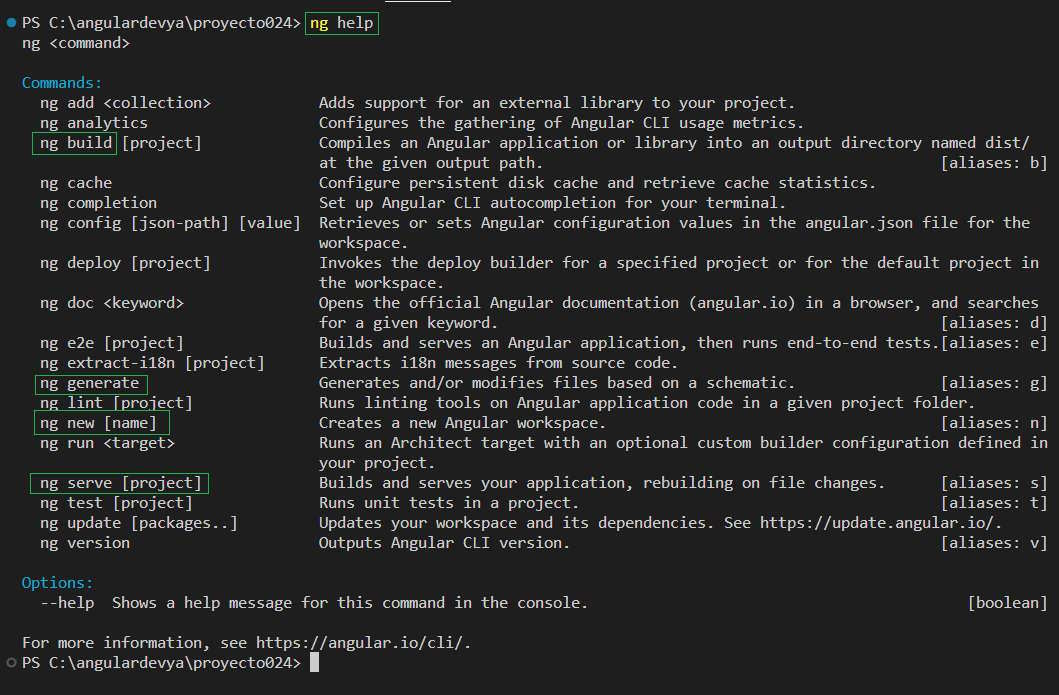 PS C:\angulardevya\proyecto024> ng help
ng <command>
Commands:
ng add <collection> Adds support for an external library to your project.
ng analytics Configures the gathering of Angular CLI usage metrics.
ng build [project] Compiles an Angular application or library into an output directory named dist/
at the given output path. [aliases: b]
ng cache Configure persistent disk cache and retrieve cache statistics.
ng completion Set up Angular CLI autocompletion for your terminal.
ng config [json-path] [value] Retrieves or sets Angular configuration values in the angular.json file for the
workspace.
ng deploy [project] Invokes the deploy builder for a specified project or for the default project in
the workspace.
ng doc <keyword> Opens the official Angular documentation (angular.io) in a browser, and searches
for a given keyword. [aliases: d]
ng e2e [project] Builds and serves an Angular application, then runs end-to-end tests.[aliases: e]
ng extract-i18n [project] Extracts i18n messages from source code.
ng generate Generates and/or modifies files based on a schematic. [aliases: g]
ng lint [project] Runs linting tools on Angular application code in a given project folder.
ng new [name] Creates a new Angular workspace. [aliases: n]
ng run <target> Runs an Architect target with an optional custom builder configuration defined in
your project.
ng serve [project] Builds and serves your application, rebuilding on file changes. [aliases: s]
ng test [project] Runs unit tests in a project. [aliases: t]
ng update [packages..] Updates your workspace and its dependencies. See https://update.angular.io/.
ng version Outputs Angular CLI version. [aliases: v]
Options:
--help Shows a help message for this command in the console. [boolean]
For more information, see https://angular.io/cli/.
PS C:\angulardevya\proyecto024>